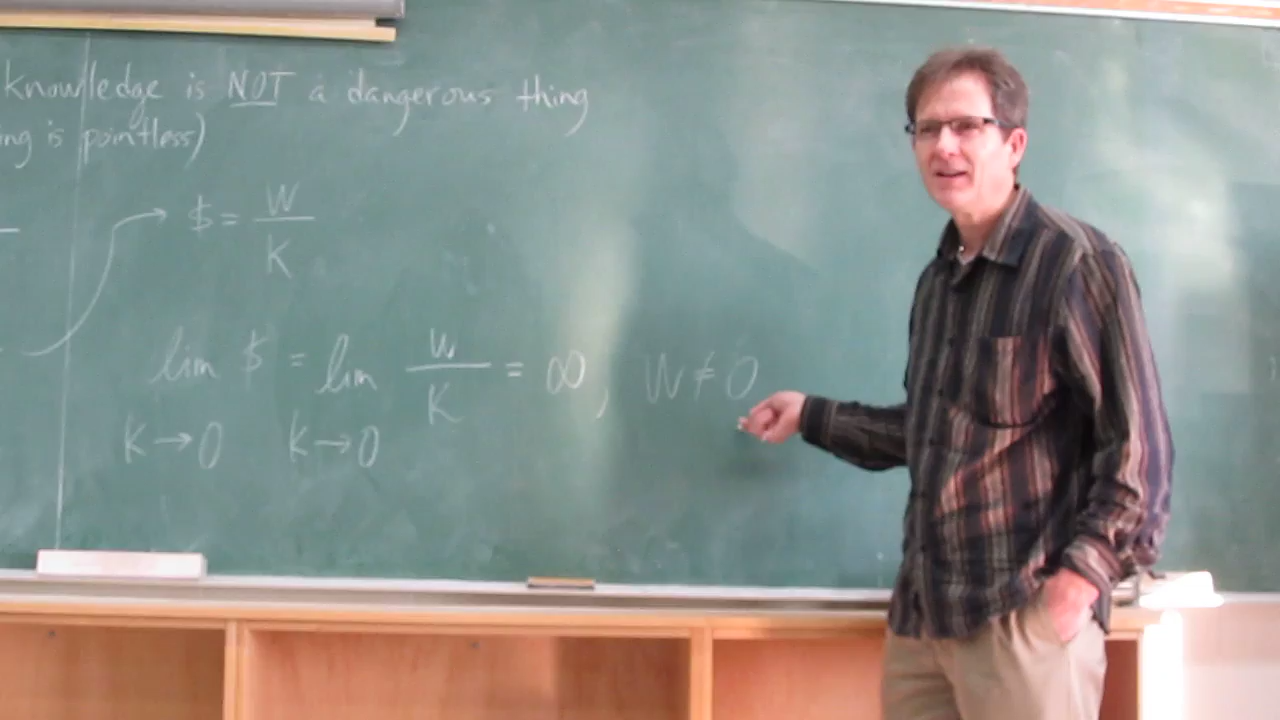 knowledge is NOT a dangerous thing
ing is pointless)
$ = W/K
lim $ = lim W/K = ∞, W ≠ 0
K→0 K→0